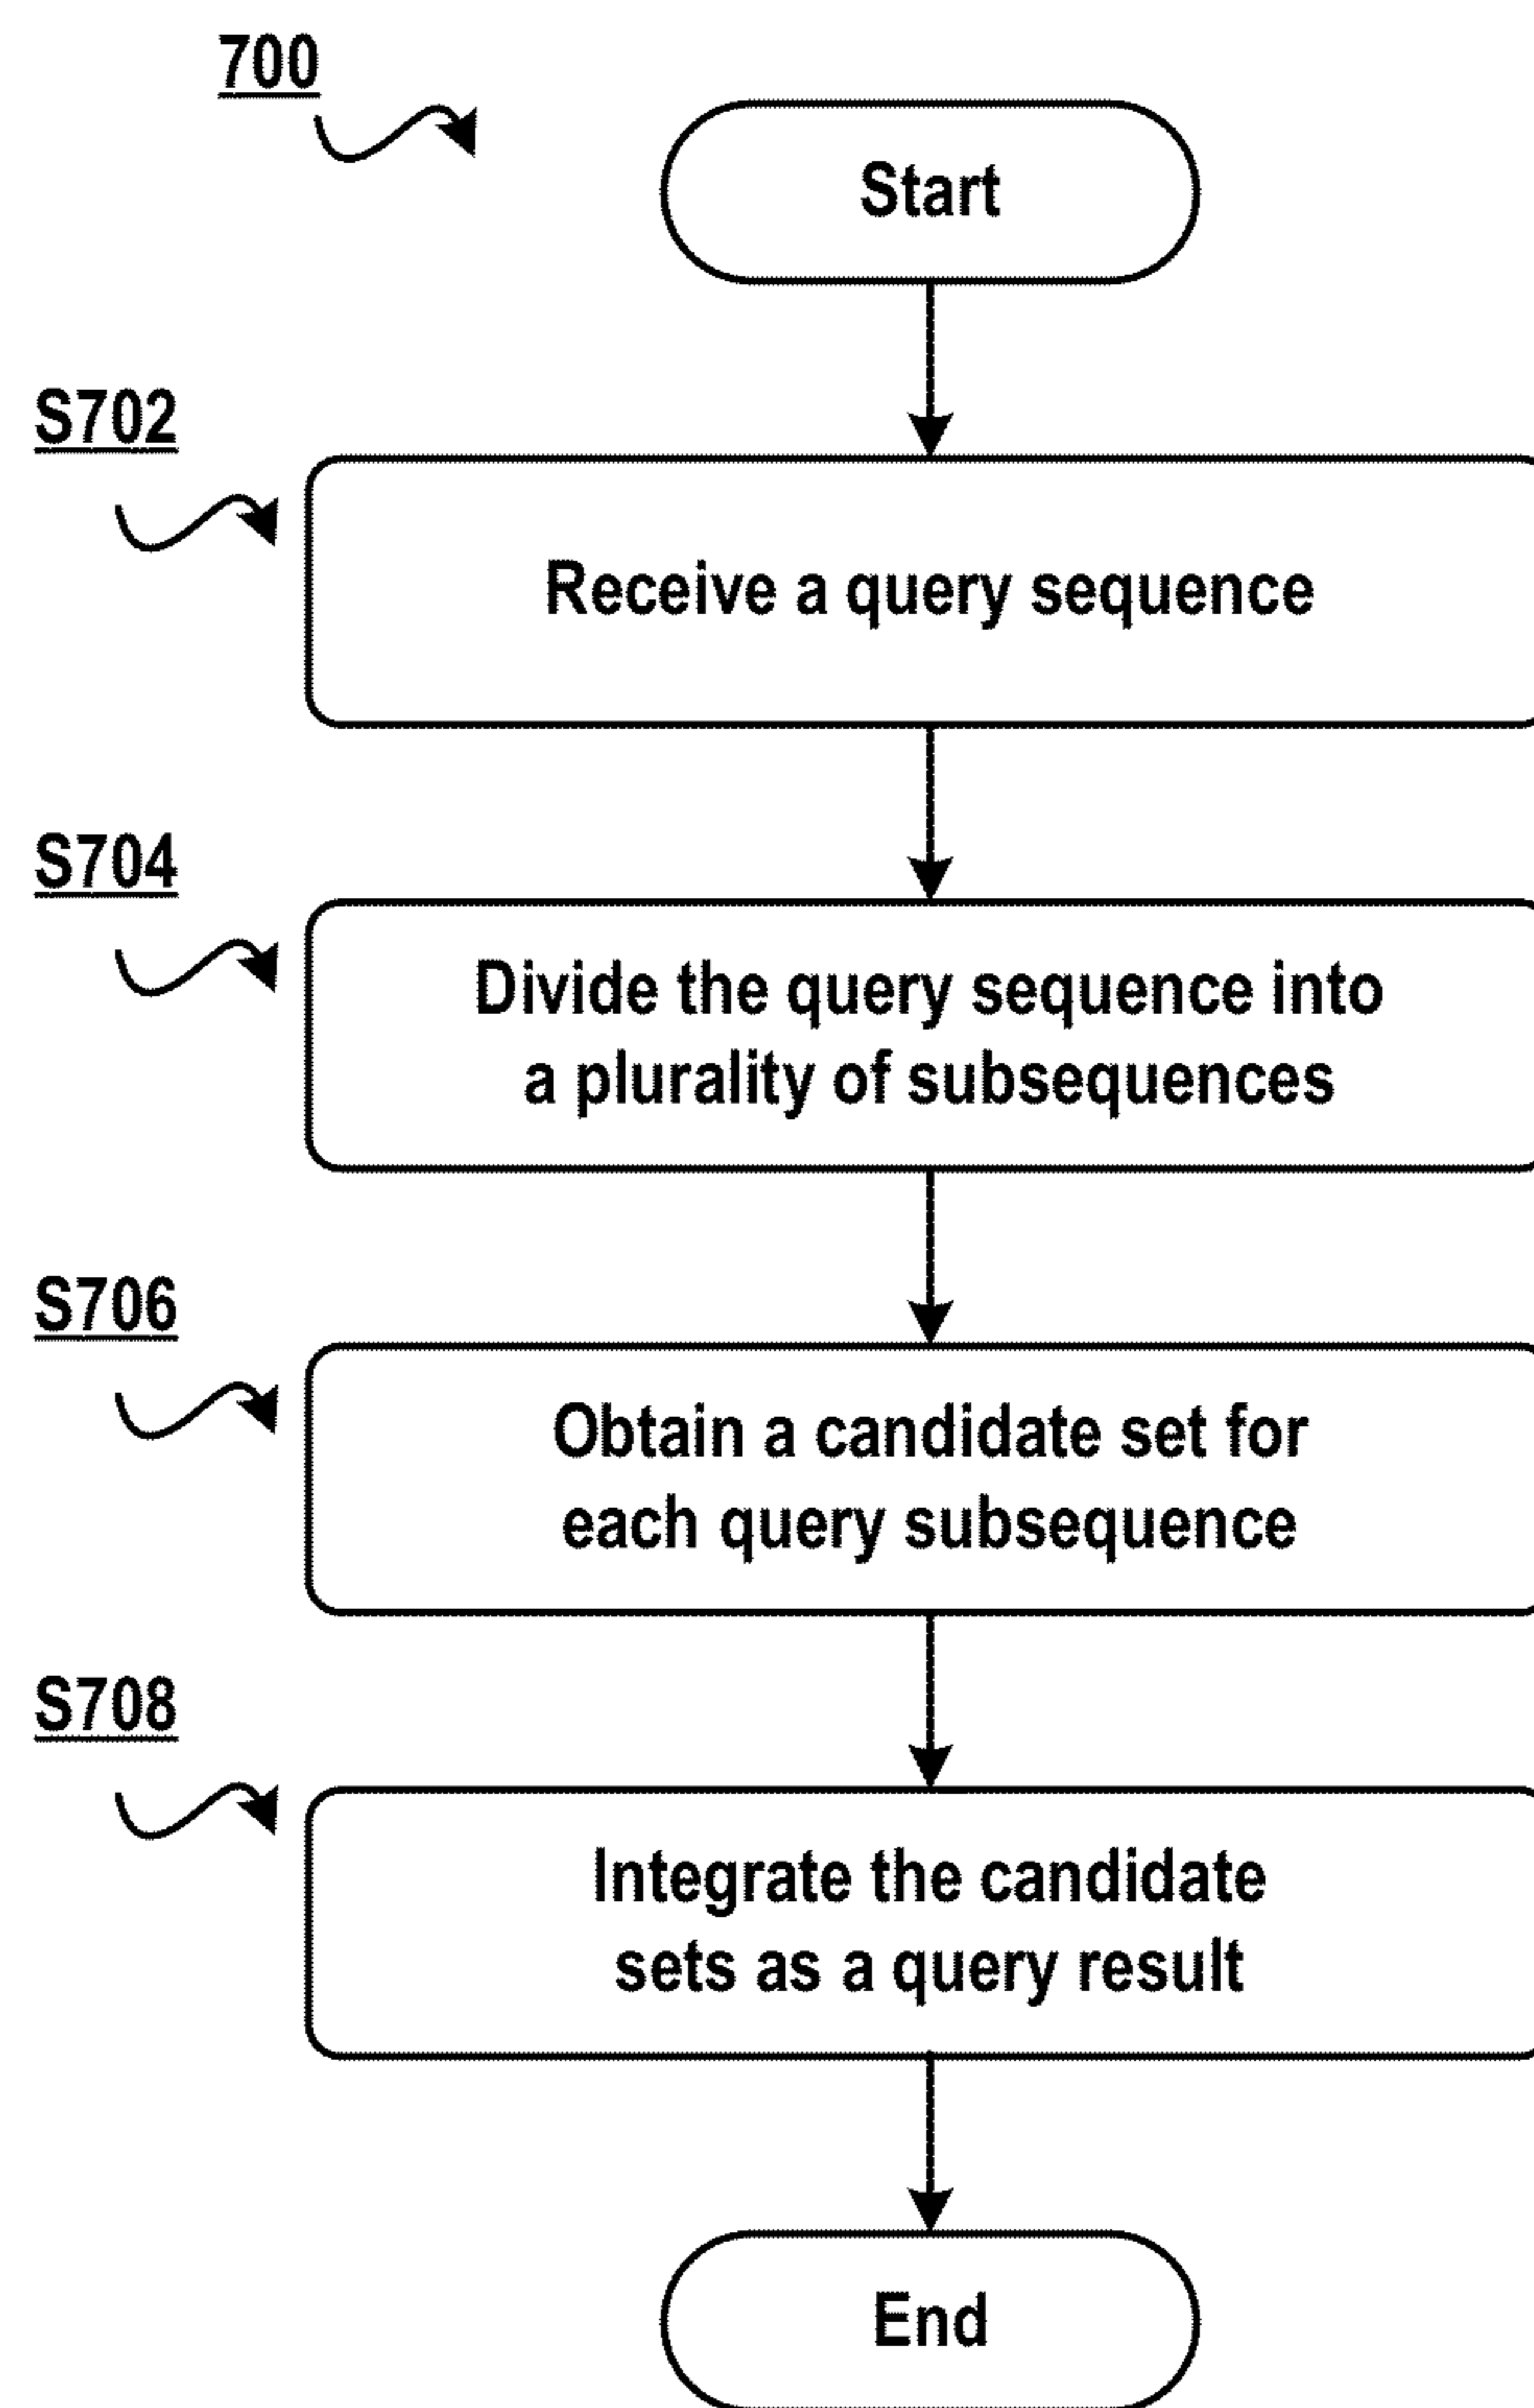 700
Start
S702
Receive a query sequence
S704
Divide the query sequence into
a plurality of subsequences
S706
Obtain a candidate set for
each query subsequence
S708
Integrate the candidate
sets as a query result
End